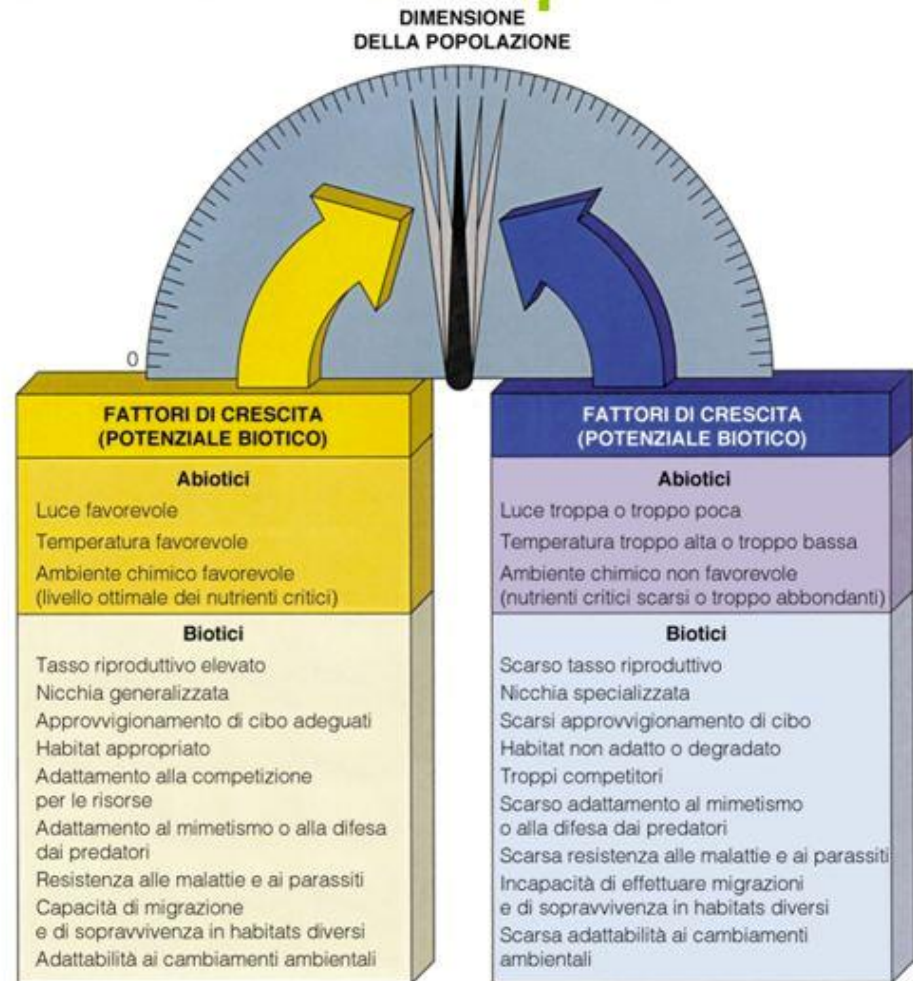 DIMENSIONE
DELLA POPOLAZIONE
0
FATTORI DI CRESCITA
(POTENZIALE BIOTICO)
Abiotici
Luce favorevole
Temperatura favorevole
Ambiente chimico favorevole
(livello ottimale dei nutrienti critici)
Biotici
Tasso riproduttivo elevato
Nicchia generalizzata
Approvvigionamento di cibo adeguati
Habitat appropriato
Adattamento alla competizione
per le risorse
Adattamento al mimetismo o alla difesa
dai predatori
Resistenza alle malattie e ai parassiti
Capacità di migrazione
e di sopravvivenza in habitats diversi
Adattabilità ai cambiamenti ambientali
FATTORI DI CRESCITA
(POTENZIALE BIOTICO)
Abiotici
Luce troppa o troppo poca
Temperatura troppo alta o troppo bassa
Ambiente chimico non favorevole
(nutrienti critici scarsi o troppo abbondanti)
Biotici
Scarso tasso riproduttivo
Nicchia specializzata
Scarsi approvvigionamento di cibo
Habitat non adatto o degradato
Troppi competitori
Scarso adattamento al mimetismo
o alla difesa dai predatori
Scarsa resistenza alle malattie e ai parassiti
Incapacità di effettuare migrazioni
e di sopravvivenza in habitats diversi
Scarsa adattabilità ai cambiamenti
ambientali